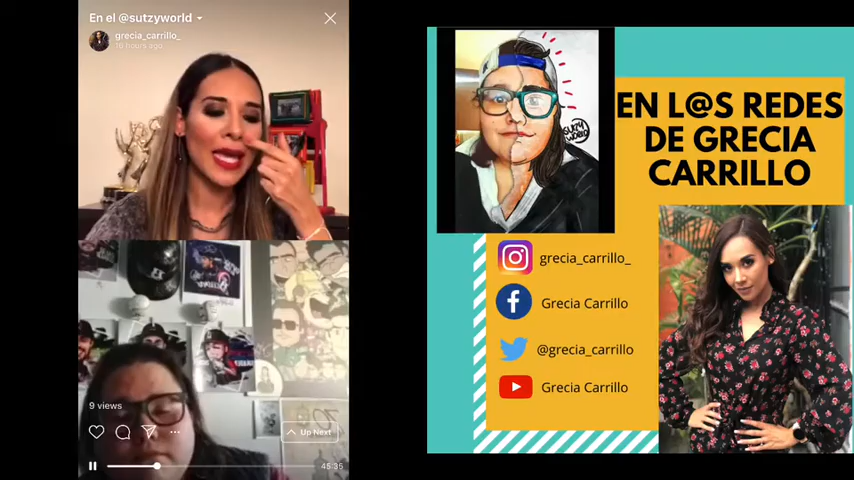 En el @sutzyworld
grecia_carrillo_
10 hours ago
9 views
Up Next
45:35
EN L@S REDES
DE GRECIA
CARRILLO
grecia_carrillo_
Grecia Carrillo
@grecia_carrillo
Grecia Carrillo